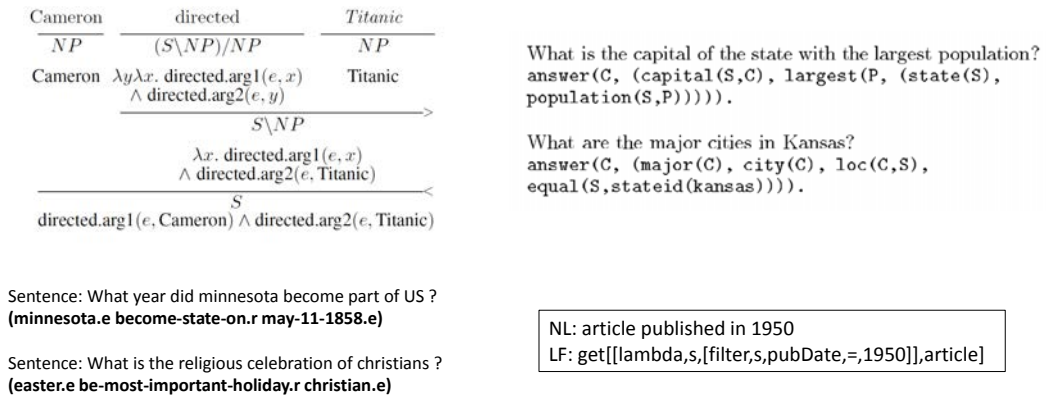 Cameron directed Titanic
NP (S\NP)/NP NP
Cameron λyλx. directed.arg1(e, x) Titanic
∧ directed.arg2(e, y)
>
S\NP
λx. directed.arg1(e, x)
∧ directed.arg2(e, Titanic)
<
S
directed.arg1(e, Cameron) ∧ directed.arg2(e, Titanic)
What is the capital of the state with the largest population?
answer(C, (capital(S,C), largest(P, (state(S),
population(S,P))))).
What are the major cities in Kansas?
answer(C, (major(C), city(C), loc(C,S),
equal(S,stateid(kansas)))).
Sentence: What year did minnesota become part of US ?
(minnesota.e become-state-on.r may-11-1858.e)
Sentence: What is the religious celebration of christians ?
(easter.e be-most-important-holiday.r christian.e)
NL: article published in 1950
LF: get[[lambda,s,[filter,s,pubDate,=,1950]],article]